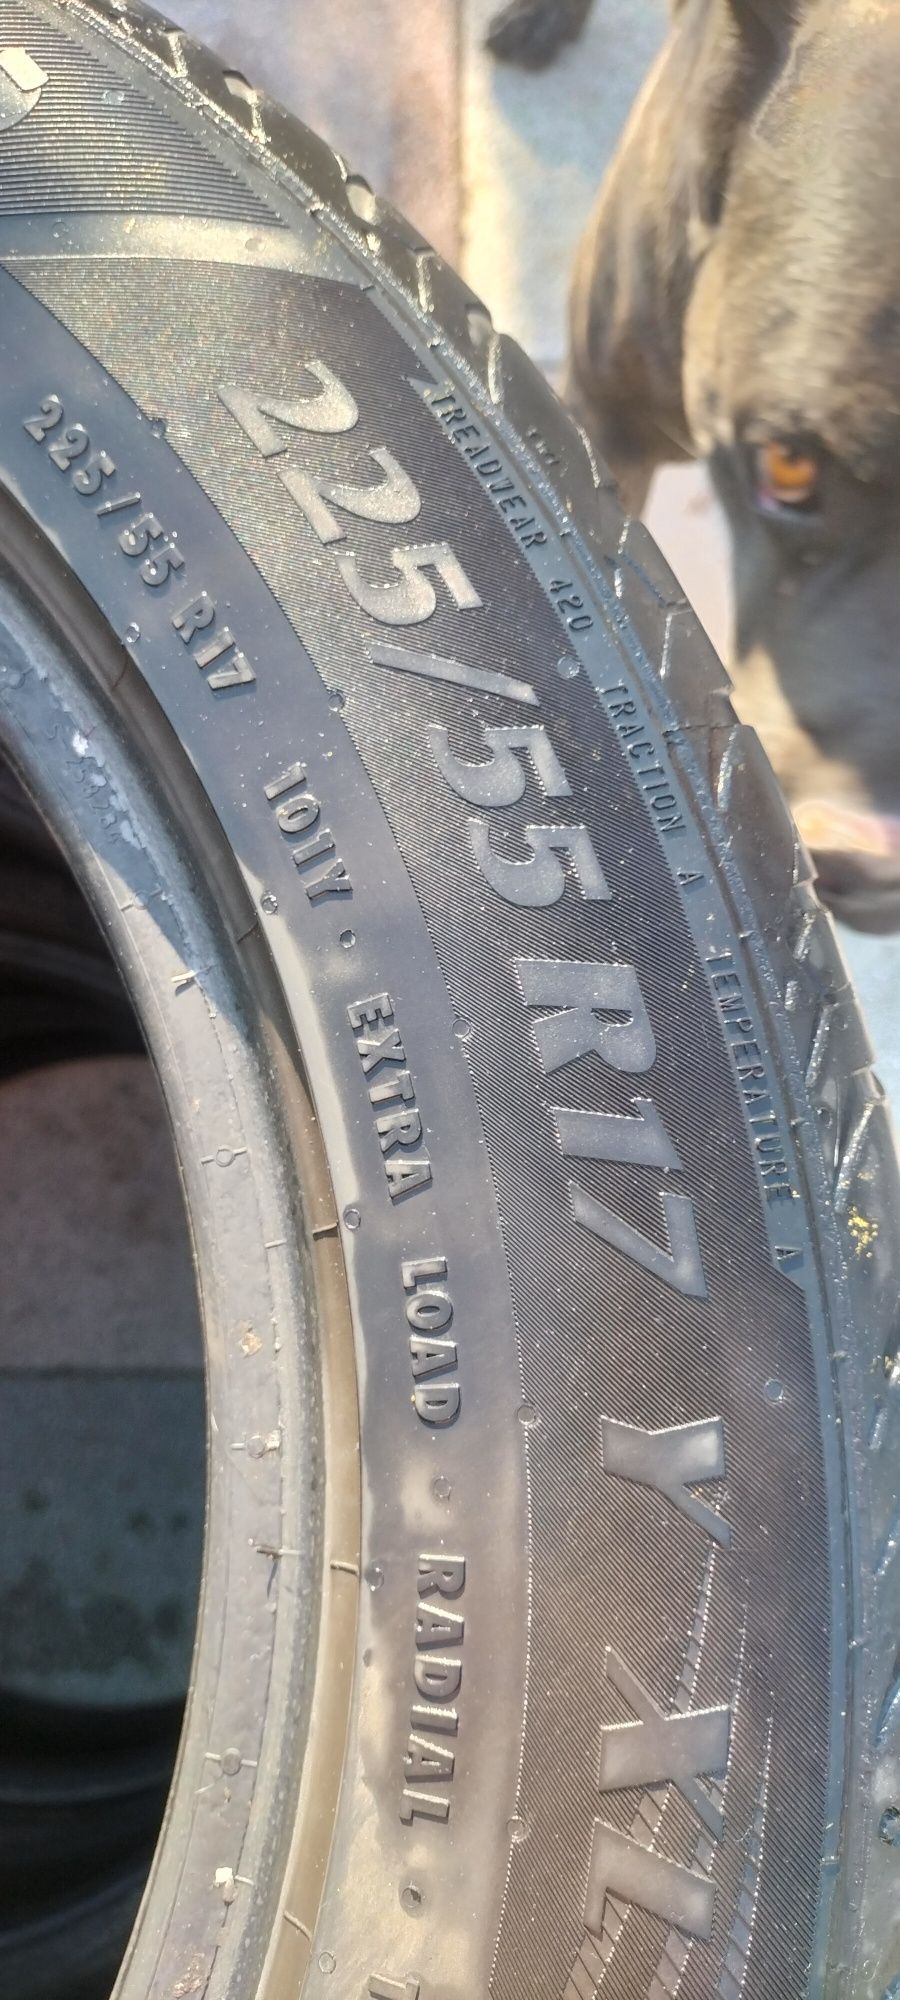 TREADWEAR 420 TRACTION A TEMPERATURE A
225/55 R17 Y XL
225/55 R17 101Y • EXTRA LOAD • RADIAL •